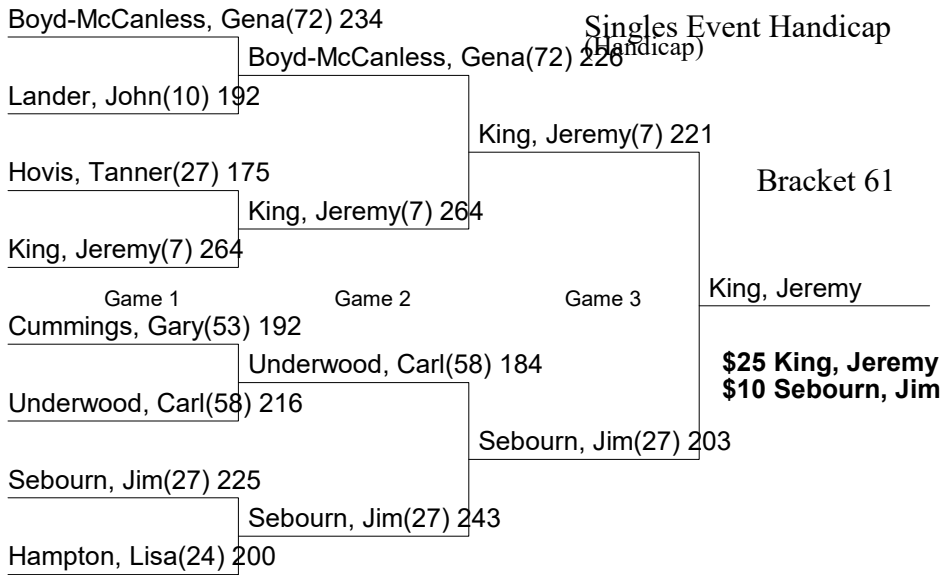 Boyd-McCanless, Gena(72) 234
Singles Event Handicap
(Handicap)
Boyd-McCanless, Gena(72) 226
Lander, John(10) 192
King, Jeremy(7) 221
Hovis, Tanner(27) 175
Bracket 61
King, Jeremy(7) 264
King, Jeremy(7) 264
Game 1
Game 2
Game 3
King, Jeremy
Cummings, Gary(53) 192
Underwood, Carl(58) 184
$25 King, Jeremy
$10 Sebourn, Jim
Underwood, Carl(58) 216
Sebourn, Jim(27) 203
Sebourn, Jim(27) 225
Sebourn, Jim(27) 243
Hampton, Lisa(24) 200